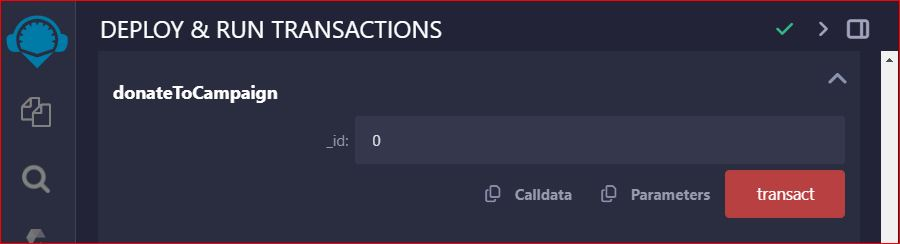 DEPLOY & RUN TRANSACTIONS
donateToCampaign
_id: 0
Calldata Parameters transact